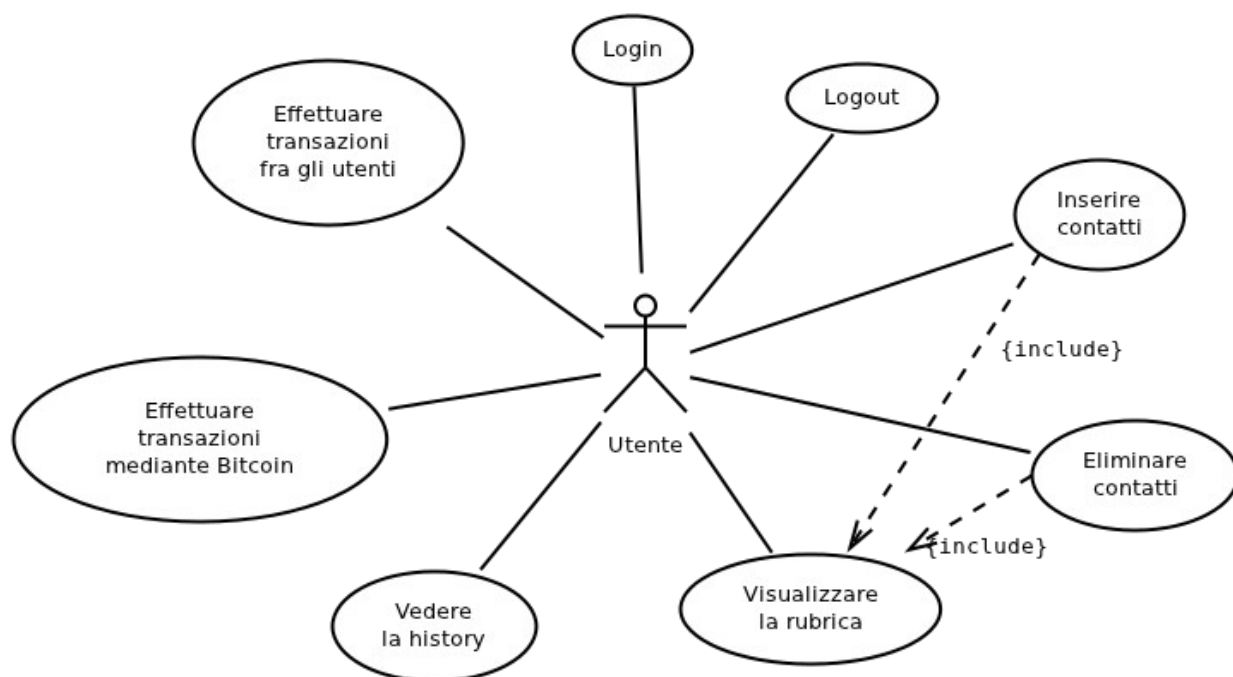 Login
Logout
Effettuare
transazioni
fra gli utenti
Inserire
contatti
{include}
Effettuare
transazioni
mediante Bitcoin
Utente
Eliminare
contatti
{include}
Vedere
la history
Visualizzare
la rubrica